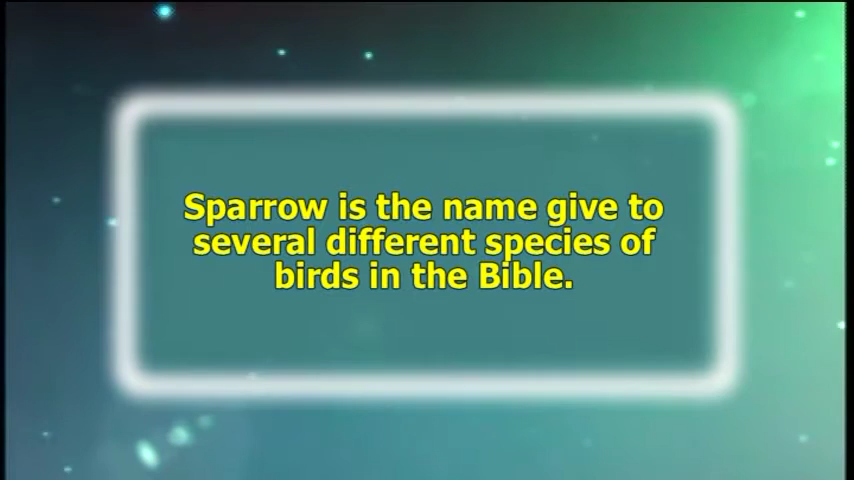 Sparrow is the name give to
several different species of
birds in the Bible.